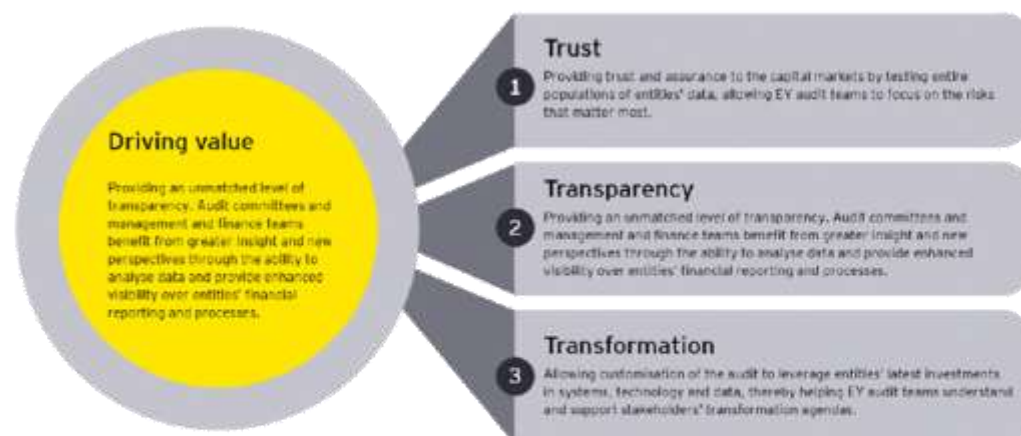 Driving value
Providing an unmatched level of
transparency. Audit committees and
management and finance teams
benefit from greater insight and new
perspectives through the ability to
analyse data and provide enhanced
visibility over entities' financial
reporting and processes.
1
Trust
Providing trust and assurance to the capital markets by testing entire
populations of entities' data, allowing EY audit teams to focus on the risks
that matter most.
2
Transparency
Providing an unmatched level of transparency. Audit committees and
management and finance teams benefit from greater insight and new
perspectives through the ability to analyse data and provide enhanced
visibility over entities' financial reporting and processes.
3
Transformation
Allowing customisation of the audit to leverage entities' latest investments
in systems, technology and data, thereby helping EY audit teams understand
and support stakeholders' transformation agendas.